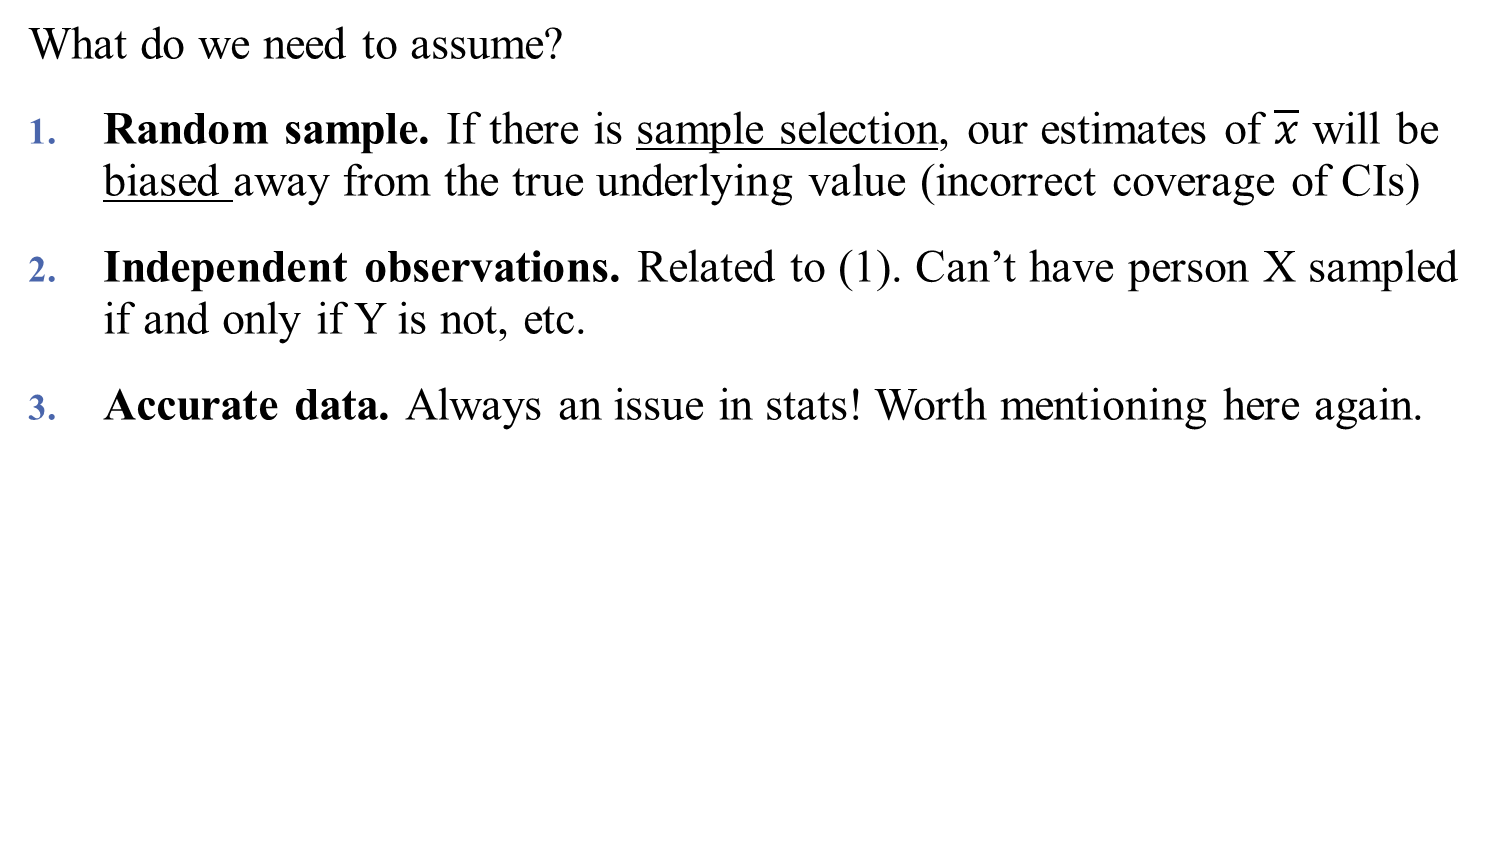 What do we need to assume?
1. Random sample. If there is sample selection, our estimates of x̅ will be
biased away from the true underlying value (incorrect coverage of CIs)
2. Independent observations. Related to (1). Can’t have person X sampled
if and only if Y is not, etc.
3. Accurate data. Always an issue in stats! Worth mentioning here again.